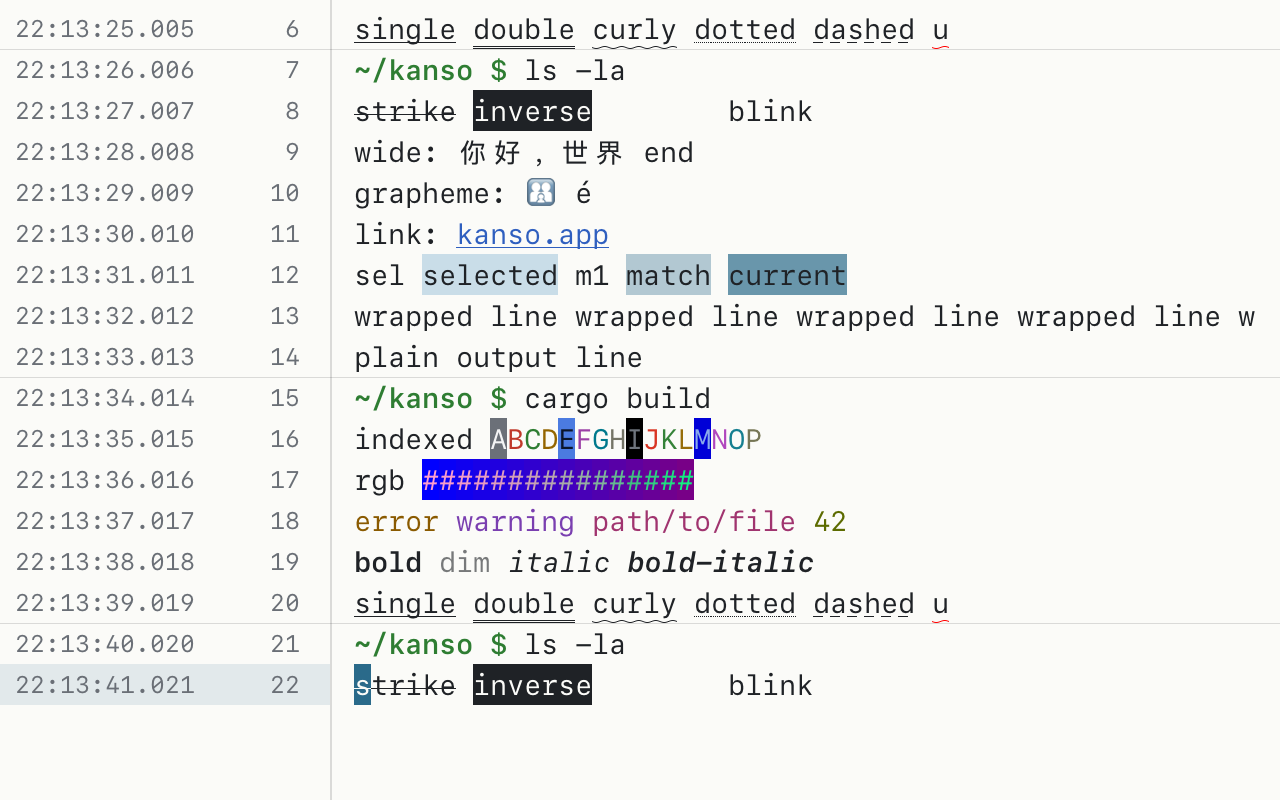 22:13:25.005 6 single double curly dotted dashed u
22:13:26.006 7 ~/kanso $ ls -la
22:13:27.007 8 strike inverse blink
22:13:28.008 9 wide: 你好，世界 end
22:13:29.009 10 grapheme: 👪 é
22:13:30.010 11 link: kanso.app
22:13:31.011 12 sel selected m1 match current
22:13:32.012 13 wrapped line wrapped line wrapped line wrapped line w
22:13:33.013 14 plain output line
22:13:34.014 15 ~/kanso $ cargo build
22:13:35.015 16 indexed ABCDEFGHIJKLMNOP
22:13:36.016 17 rgb ################
22:13:37.017 18 error warning path/to/file 42
22:13:38.018 19 bold dim italic bold-italic
22:13:39.019 20 single double curly dotted dashed u
22:13:40.020 21 ~/kanso $ ls -la
22:13:41.021 22 strike inverse blink